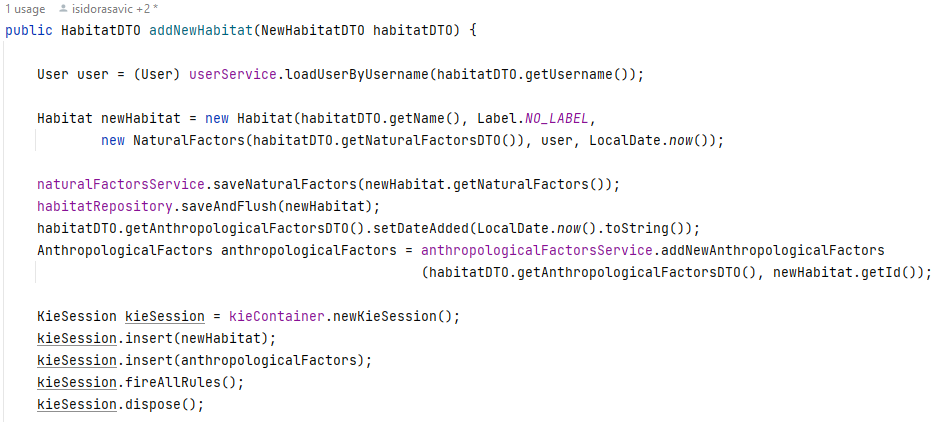 1 usage isidorasavic +2 *
public HabitatDTO addNewHabitat(NewHabitatDTO habitatDTO) {
User user = (User) userService.loadUserByUsername(habitatDTO.getUsername());
Habitat newHabitat = new Habitat(habitatDTO.getName(), Label.NO_LABEL,
new NaturalFactors(habitatDTO.getNaturalFactorsDTO()), user, LocalDate.now());
naturalFactorsService.saveNaturalFactors(newHabitat.getNaturalFactors());
habitatRepository.saveAndFlush(newHabitat);
habitatDTO.getAnthropologicalFactorsDTO().setDateAdded(LocalDate.now().toString());
AnthropologicalFactors anthropologicalFactors = anthropologicalFactorsService.addNewAnthropologicalFactors
(habitatDTO.getAnthropologicalFactorsDTO(), newHabitat.getId());
KieSession kieSession = kieContainer.newKieSession();
kieSession.insert(newHabitat);
kieSession.insert(anthropologicalFactors);
kieSession.fireAllRules();
kieSession.dispose();